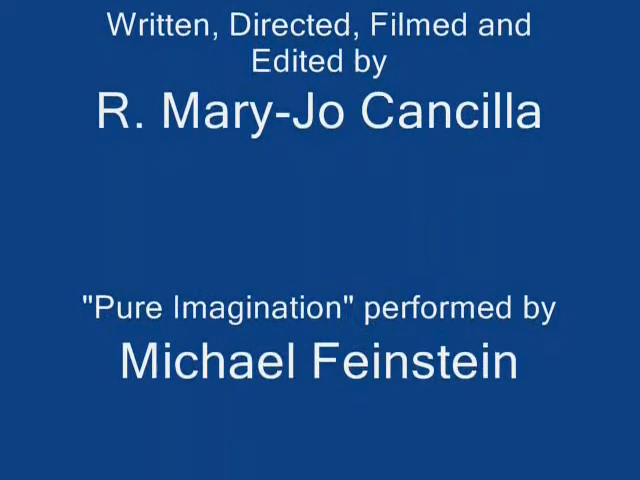 Written, Directed, Filmed and
Edited by
R. Mary-Jo Cancilla
"Pure Imagination" performed by
Michael Feinstein